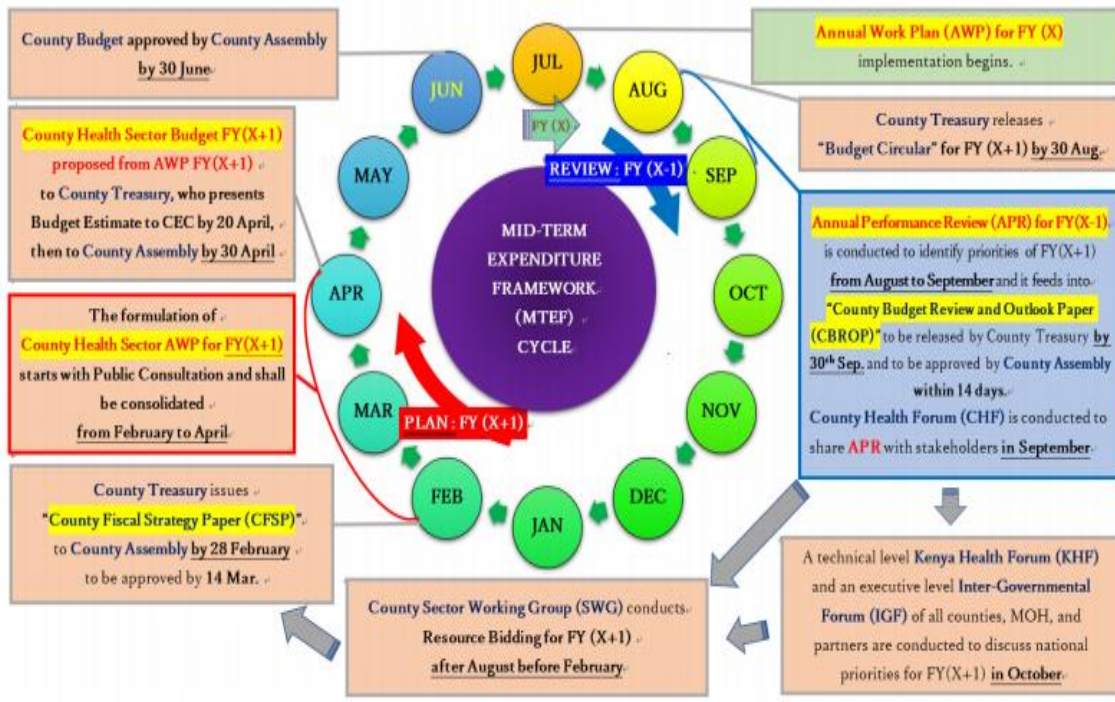 County Budget approved by County Assembly
by 30 June
County Health Sector Budget FY(X+1)
proposed from AWP FY(X+1)
to County Treasury, who presents
Budget Estimate to CEC by 20 April,
then to County Assembly by 30 April
The formulation of
County Health Sector AWP for FY(X+1)
starts with Public Consultation and shall
be consolidated
from February to April
County Treasury issues
"County Fiscal Strategy Paper (CFSP)"
to County Assembly by 28 February
to be approved by 14 Mar.
JUL
AUG
SEP
OCT
NOV
DEC
JAN
FEB
MAR
APR
MAY
JUN
FY (X)
REVIEW: FY (X-1)
MID-TERM
EXPENDITURE
FRAMEWORK
(MTEF)
CYCLE
PLAN: FY (X+1)
Annual Work Plan (AWP) for FY (X)
implementation begins.
County Treasury releases
"Budget Circular" for FY (X+1) by 30 Aug.
Annual Performance Review (APR) for FY(X-1)
is conducted to identify priorities of FY(X+1)
from August to September and it feeds into
"County Budget Review and Outlook Paper
(CBROP)" to be released by County Treasury by
30th Sep. and to be approved by County Assembly
within 14 days.
County Health Forum (CHF) is conducted to
share APR with stakeholders in September
A technical level Kenya Health Forum (KHF)
and an executive level Inter-Governmental
Forum (IGF) of all counties, MOH, and
partners are conducted to discuss national
priorities for FY(X+1) in October
County Sector Working Group (SWG) conducts
Resource Bidding for FY (X+1)
after August before February